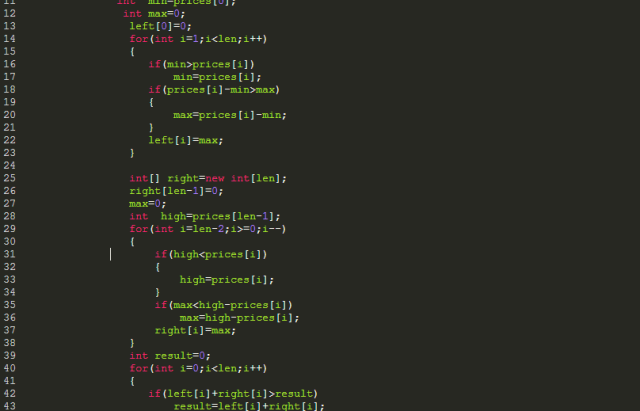 11 int min=prices[0];
12 int max=0;
13 left[0]=0;
14 for(int i=1;i<len;i++)
15 {
16 if(min>prices[i])
17 min=prices[i];
18 if(prices[i]-min>max)
19 {
20 max=prices[i]-min;
21 }
22 left[i]=max;
23 }
24
25 int[] right=new int[len];
26 right[len-1]=0;
27 max=0;
28 int high=prices[len-1];
29 for(int i=len-2;i>=0;i--)
30 {
31 if(high<prices[i])
32 {
33 high=prices[i];
34 }
35 if(max<high-prices[i])
36 max=high-prices[i];
37 right[i]=max;
38 }
39 int result=0;
40 for(int i=0;i<len;i++)
41 {
42 if(left[i]+right[i]>result)
43 result=left[i]+right[i];